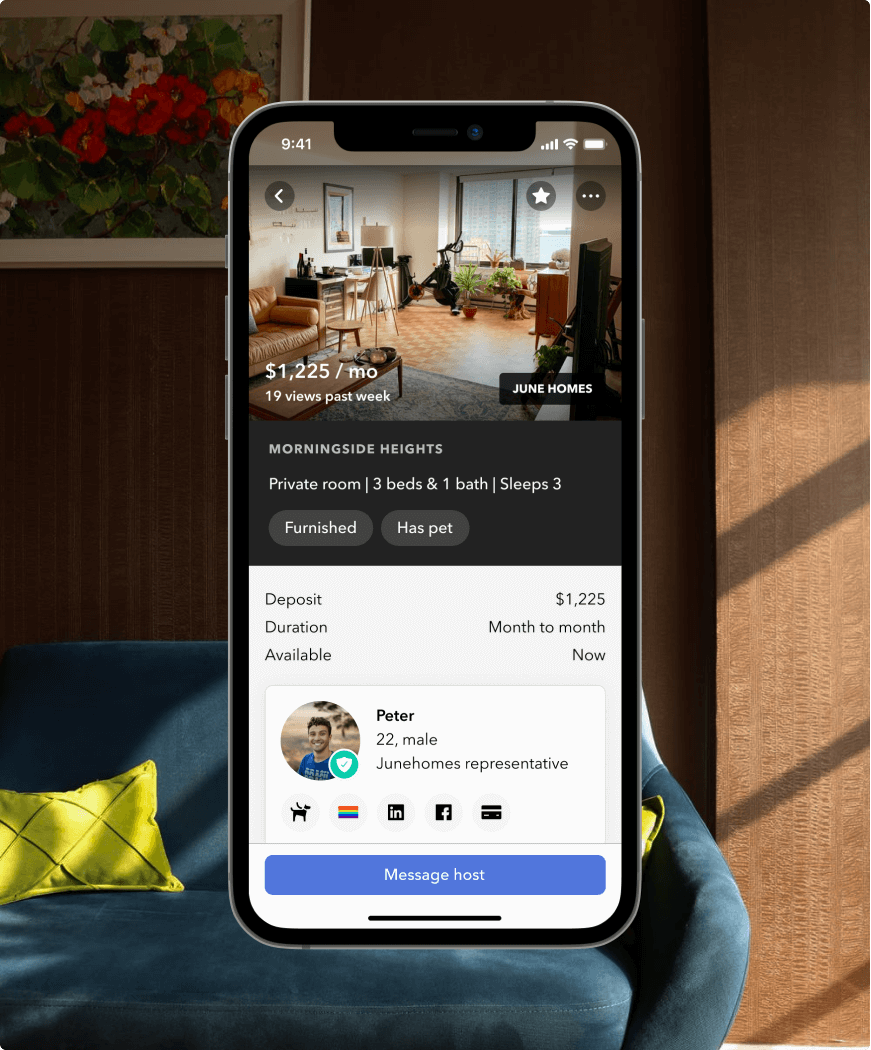 9:41
$1,225 / mo
19 views past week
JUNE HOMES
MORNINGSIDE HEIGHTS
Private room | 3 beds & 1 bath | Sleeps 3
Furnished
Has pet
Deposit $1,225
Duration Month to month
Available Now
Peter
22, male
Junehomes representative
in
f
Message host